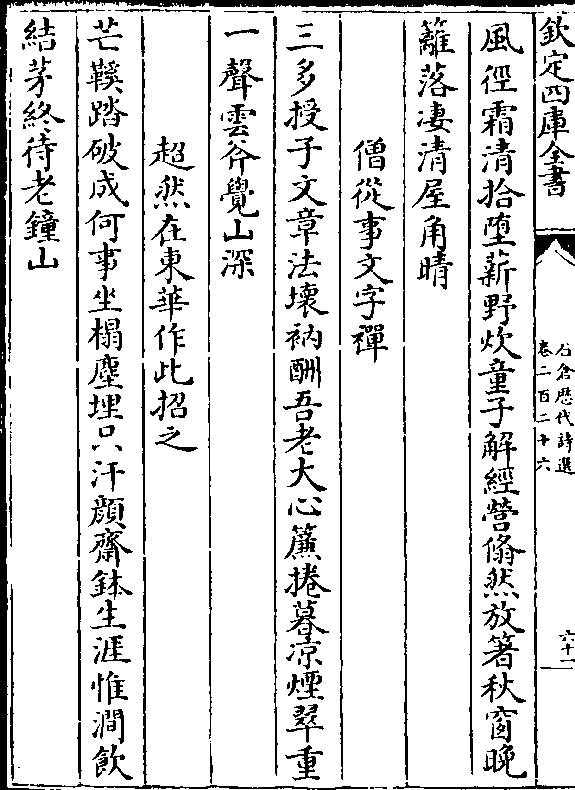 欽定四庫全書
石倉歴代詩選
卷二百二十六
六十一
風徑霜清拾墮薪野炊童子解經營翛然放箸秋窗晚
籬落淒清屋角晴
僧從事文字禪
三多授子文章法壞衲酬吾老大心簾捲暮凉煙翠重
一聲雲斧覺山深
超然在東華作此招之
芒鞵踏破成何事坐榻塵埋只汗顔齋鉢生涯惟澗飲
結茅終待老鐘山